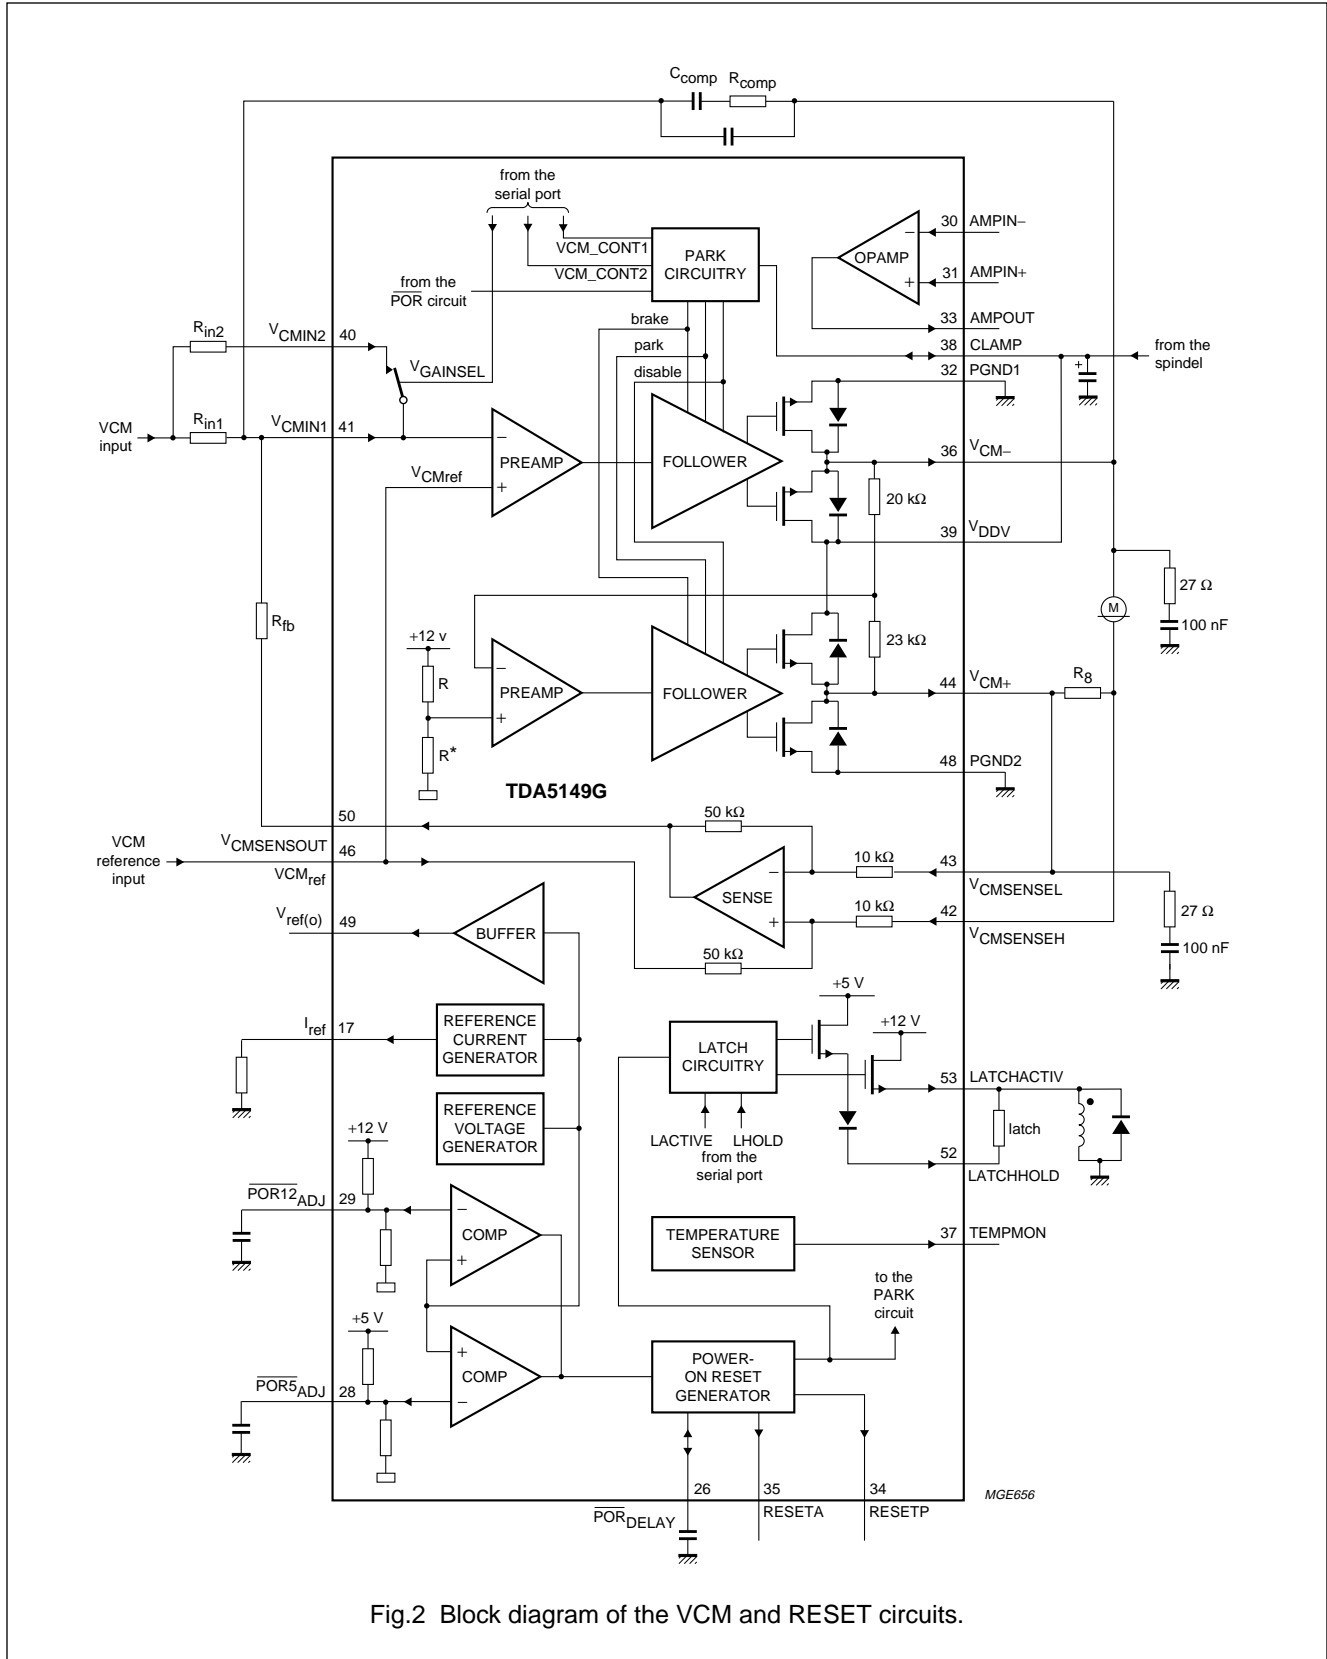 Ccomp Rcomp
from the
serial port
VCM_CONT1
VCM_CONT2
from the
POR circuit
PARK
CIRCUITRY
OPAMP
−
+
30 AMPIN−
31 AMPIN+
33 AMPOUT
38 CLAMP
from the
spindel
+
32 PGND1
brake
park
disable
Rin2
VCMIN2 40
VGAINSEL
VCM
input
Rin1
VCMIN1 41
VCMref
−
PREAMP
+
FOLLOWER
36 VCM−
20 kΩ
39 VDDV
27 Ω
100 nF
M
Rfb
+12 v
R
R*
−
PREAMP
+
FOLLOWER
23 kΩ
44 VCM+
R8
48 PGND2
TDA5149G
50
VCMSENSOUT
VCM
reference
input
46
VCMref
50 kΩ
10 kΩ
43
VCMSENSEL
−
SENSE
+
10 kΩ
42
VCMSENSEH
50 kΩ
27 Ω
100 nF
Vref(o) 49
BUFFER
Iref 17
REFERENCE
CURRENT
GENERATOR
REFERENCE
VOLTAGE
GENERATOR
+5 V
+12 V
LATCH
CIRCUITRY
LACTIVE LHOLD
from the
serial port
53 LATCHACTIV
latch
52
LATCHHOLD
+12 V
POR12ADJ 29
−
COMP
+
TEMPERATURE
SENSOR
37 TEMPMON
to the
PARK
circuit
+5 V
POR5ADJ 28
+
COMP
−
POWER-
ON RESET
GENERATOR
26 35 34
PORDELAY RESETA RESETP
MGE656
Fig.2 Block diagram of the VCM and RESET circuits.